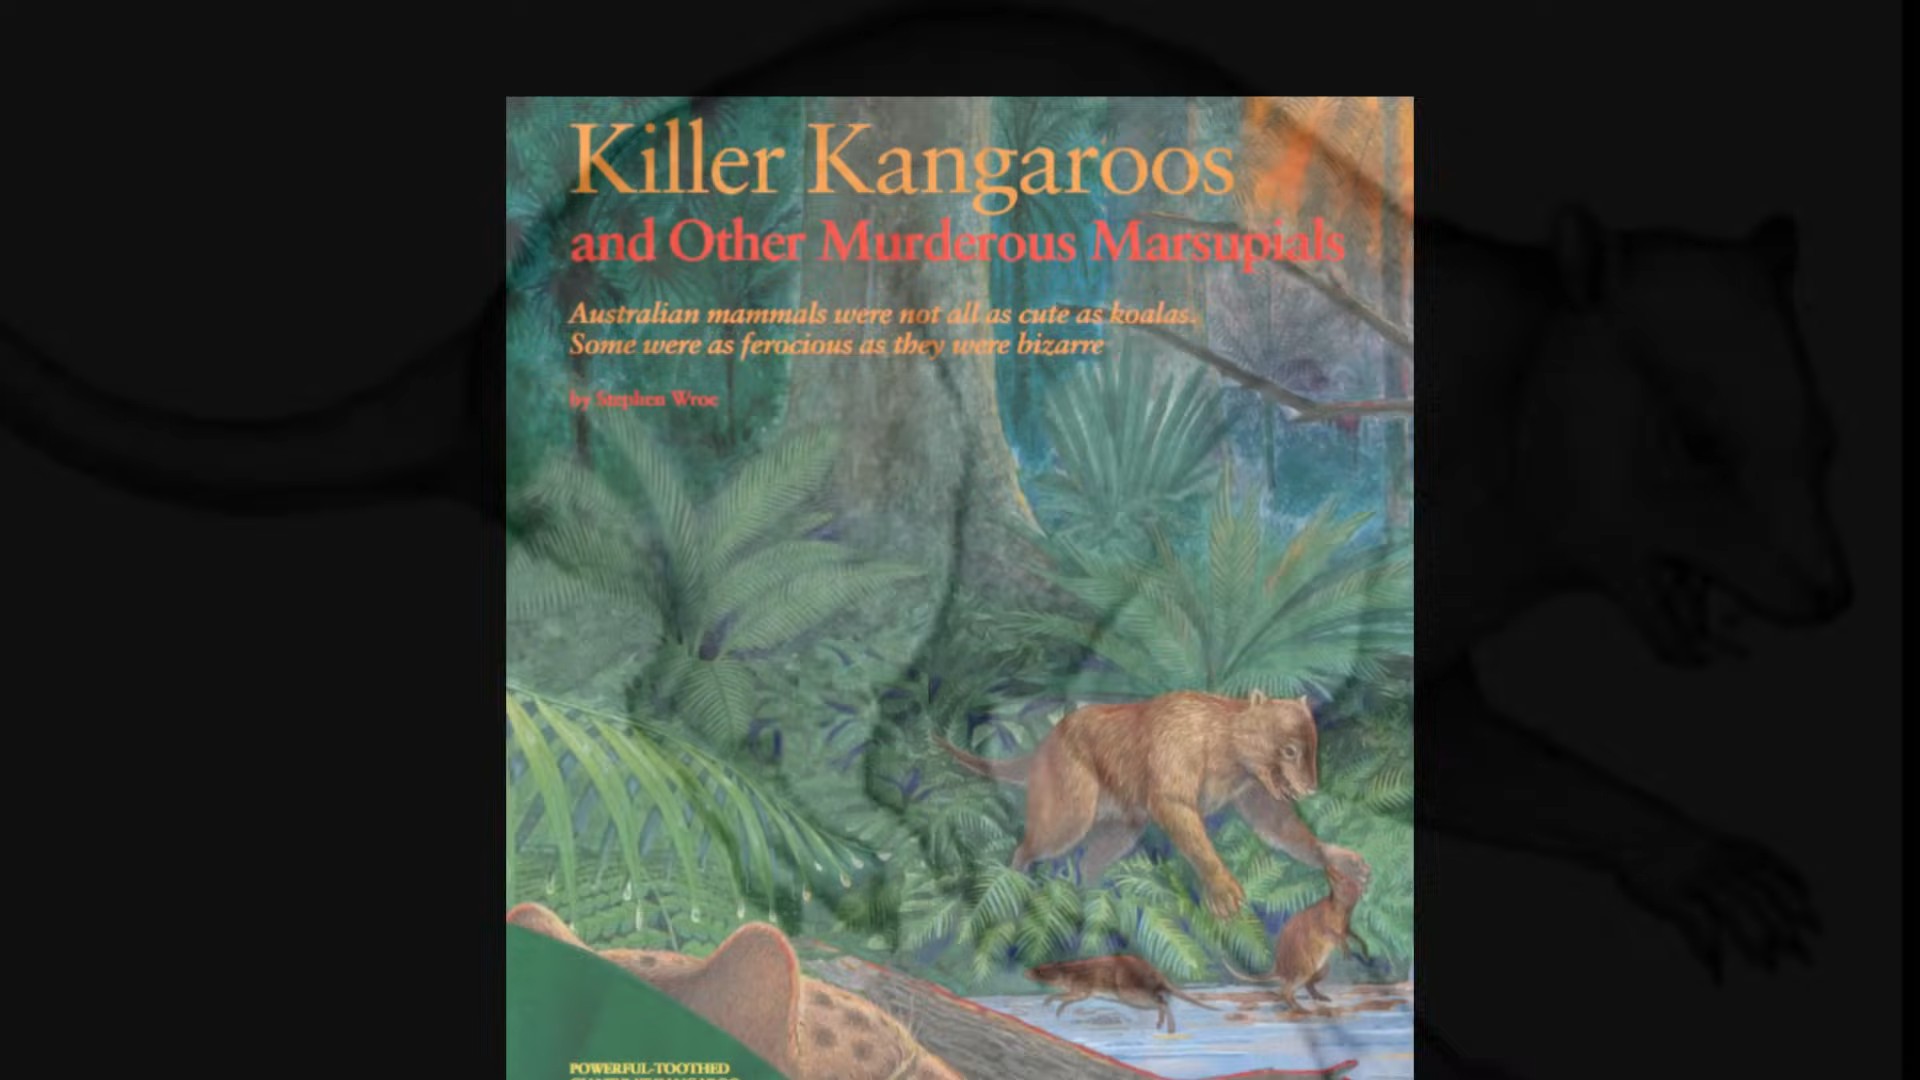 Killer Kangaroos
and Other Murderous Marsupials
Australian mammals were not all as cute as koalas.
Some were as ferocious as they were bizarre
by Stephen Wroe
POWERFUL-TOOTHED